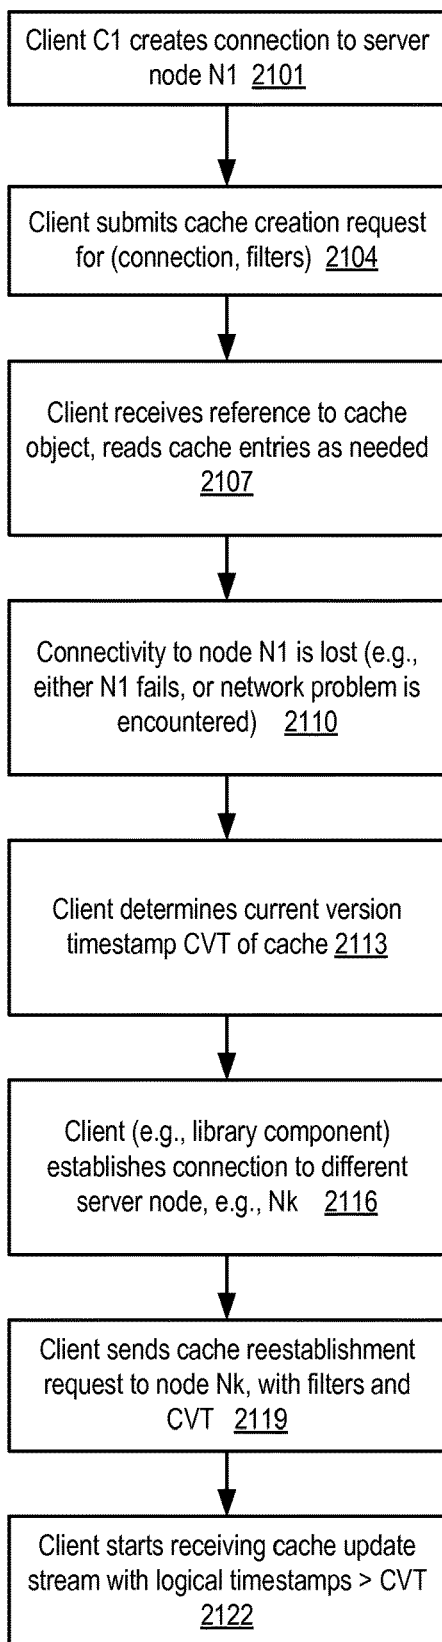 Client C1 creates connection to server
node N1 2101
Client submits cache creation request
for (connection, filters) 2104
Client receives reference to cache
object, reads cache entries as needed
2107
Connectivity to node N1 is lost (e.g.,
either N1 fails, or network problem is
encountered) 2110
Client determines current version
timestamp CVT of cache 2113
Client (e.g., library component)
establishes connection to different
server node, e.g., Nk 2116
Client sends cache reestablishment
request to node Nk, with filters and
CVT 2119
Client starts receiving cache update
stream with logical timestamps > CVT
2122